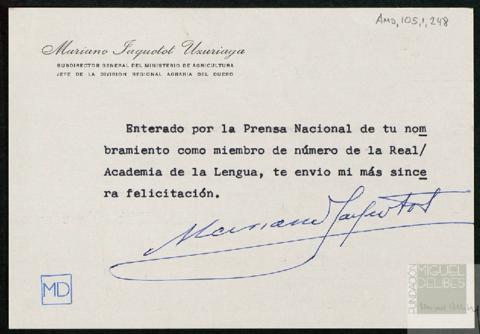 AMD,105,1,248
Mariano Jaquotot Uzuriaga
SUBDIRECTOR GENERAL DEL MINISTERIO DE AGRICULTURA
JEFE DE LA DIVISION REGIONAL AGRARIA DEL DUERO
Enterado por la Prensa Nacional de tu nom
bramiento como miembro de número de la Real/
Academia de la Lengua, te envio mi más since
ra felicitación.
Mariano Jaquotot
MD
FUNDACIÓN
MIGUEL
DELIBES